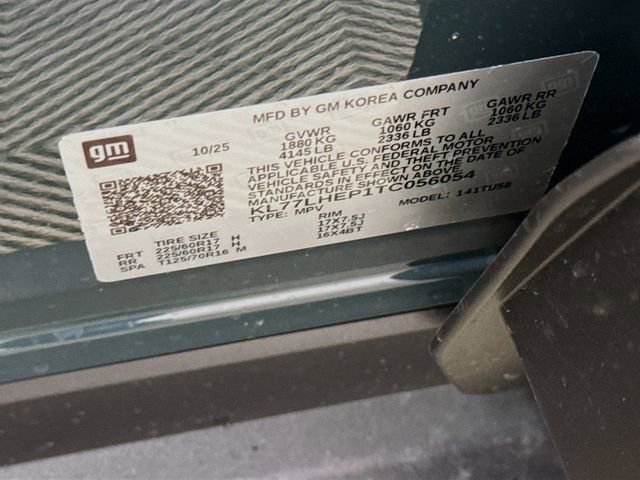 MFD BY GM KOREA COMPANY
gm
10/25
GVWR GAWR FRT GAWR RR
1880 KG 1060 KG 1060 KG
4145 LB 2336 LB 2336 LB
THIS VEHICLE CONFORMS TO ALL
APPLICABLE U.S. FEDERAL MOTOR
VEHICLE SAFETY AND THEFT PREVENTION
STANDARDS IN EFFECT ON THE DATE OF
MANUFACTURE SHOWN ABOVE.
KL77LHEP1TC056054
TYPE: MPV MODEL: 141TU58
TIRE SIZE RIM
FRT 225/60R17 H 17X7.5J
RR 225/60R17 H 17X7.5J
SPA T125/70R16 M 16X4BT